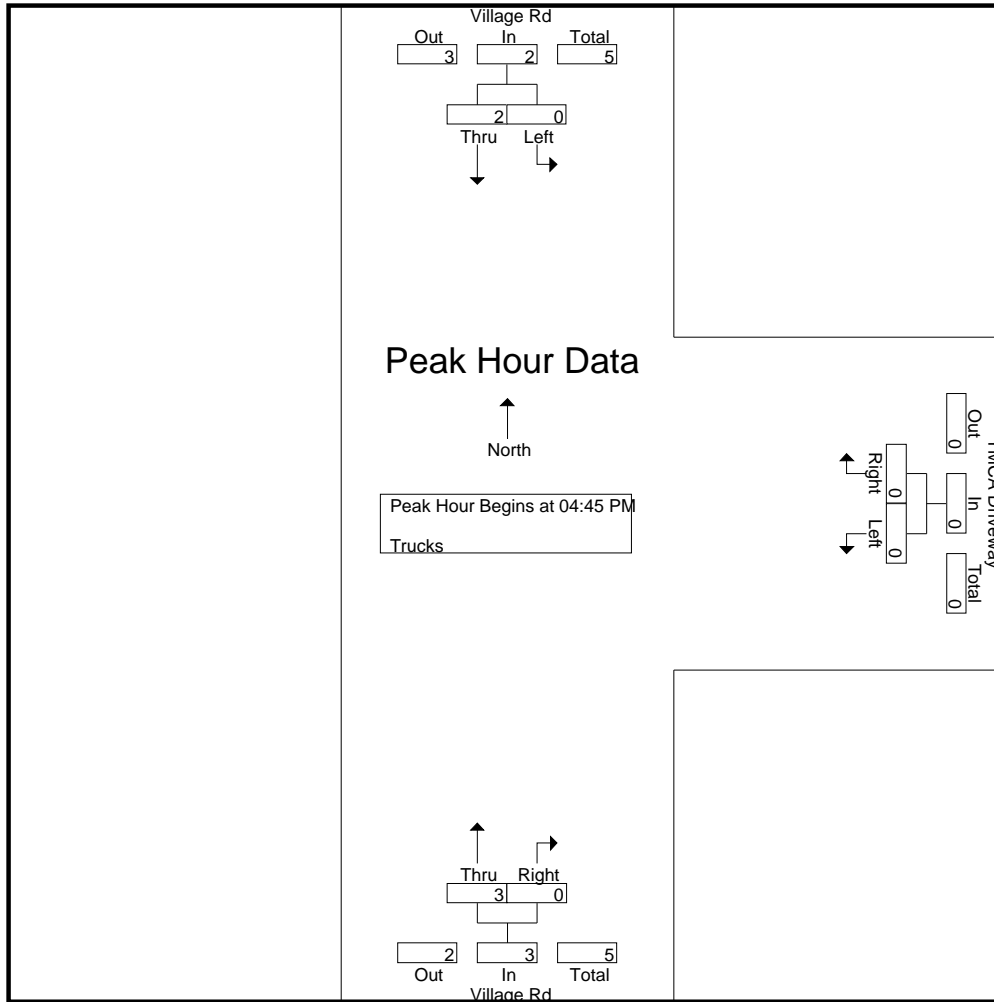 Village Rd
Out In Total
3 2 5
2 0
Thru Left
Peak Hour Data
North
Peak Hour Begins at 04:45 PM
Trucks
Out In Total
0 0 0
Right Left
0 0
Driveway
Thru Right
3 0
2 3 5
Out In Total
Village Rd